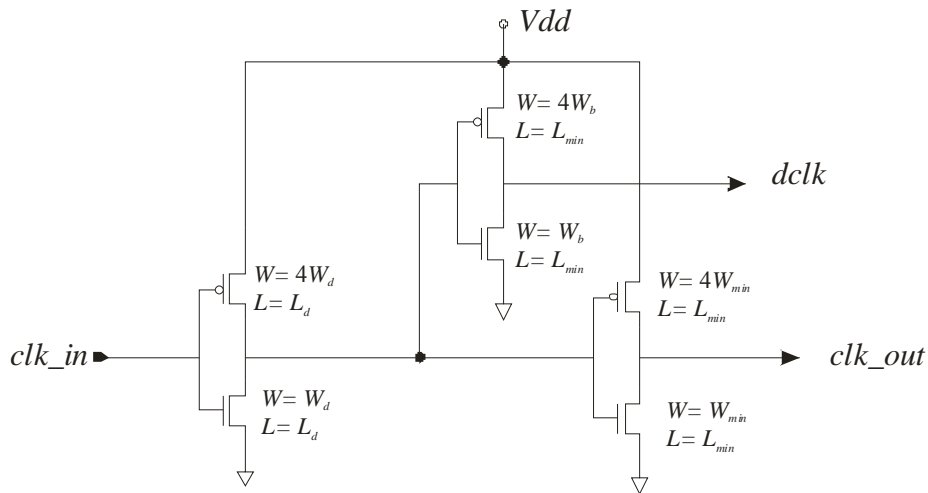 Vdd
W= 4W_b
L= L_min
dclk
W= W_b
L= L_min
W= 4W_d
L= L_d
W= 4W_min
L= L_min
clk_in
clk_out
W= W_d
L= L_d
W= W_min
L= L_min